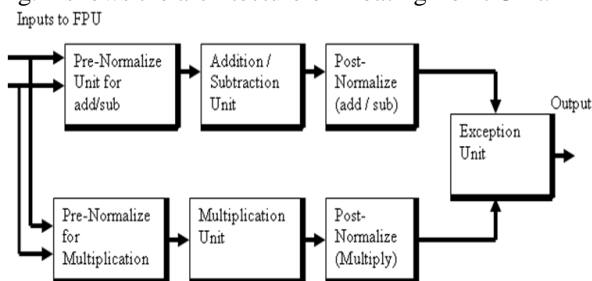 Inputs to FPU
Pre-Normalize
Unit for
add/sub
Addition /
Subtraction
Unit
Post-
Normalize
(add / sub)
Exception
Unit
Output
Pre-Normalize
for
Multiplication
Multiplication
Unit
Post-
Normalize
(Multiply)